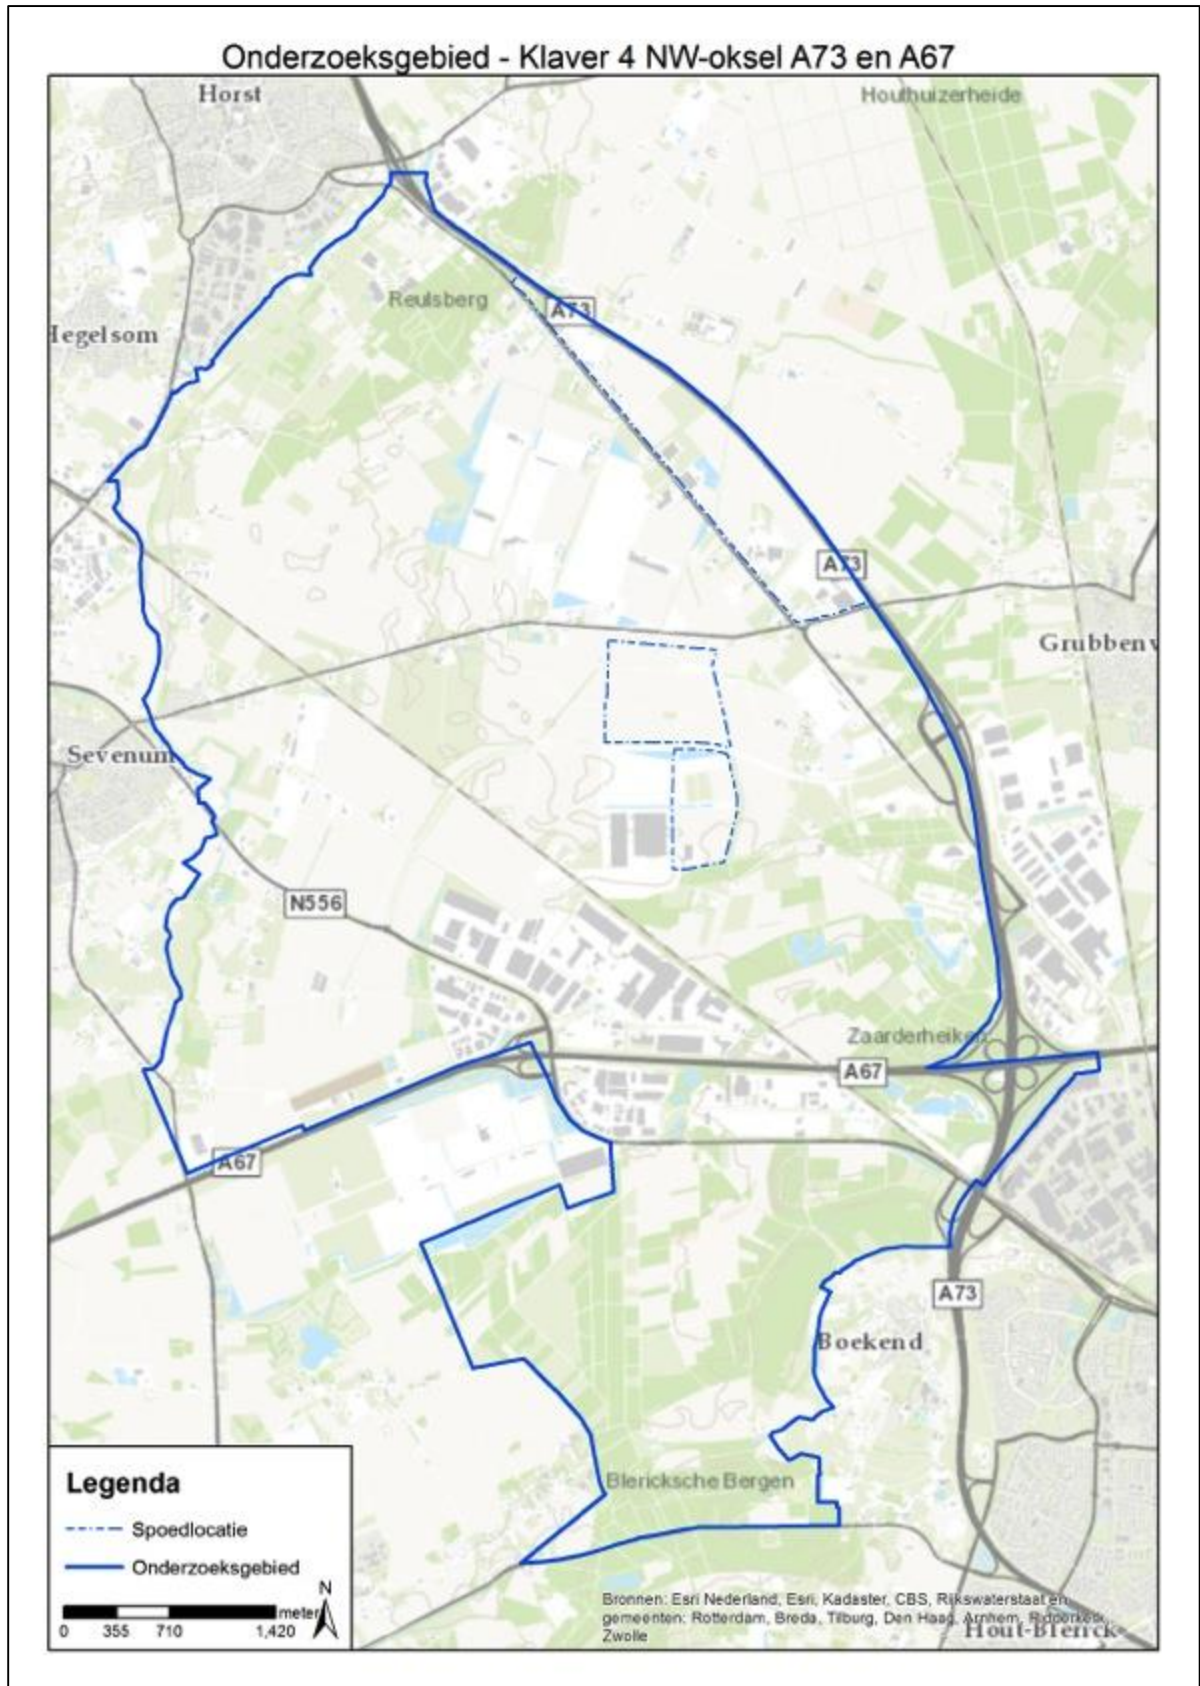 Onderzoeksgebied - Klaver 4 NW-oksel A73 en A67
Horst
Houthuizerheide
Reulsberg
A73
Hegelsom
A73
Grubbenv
Sevenum
N556
Zaarderheiken
A67
A67
A73
Boekend
Blericksche Bergen
Legenda
Spoedlocatie
Onderzoeksgebied
N
meter
0 355 710 1,420
Bronnen: Esri Nederland, Esri, Kadaster, CBS, Rijkswaterstaat en
gemeenten: Rotterdam, Breda, Tilburg, Den Haag, Arnhem, Ridderkerk,
Zwolle
Hout-Blerick